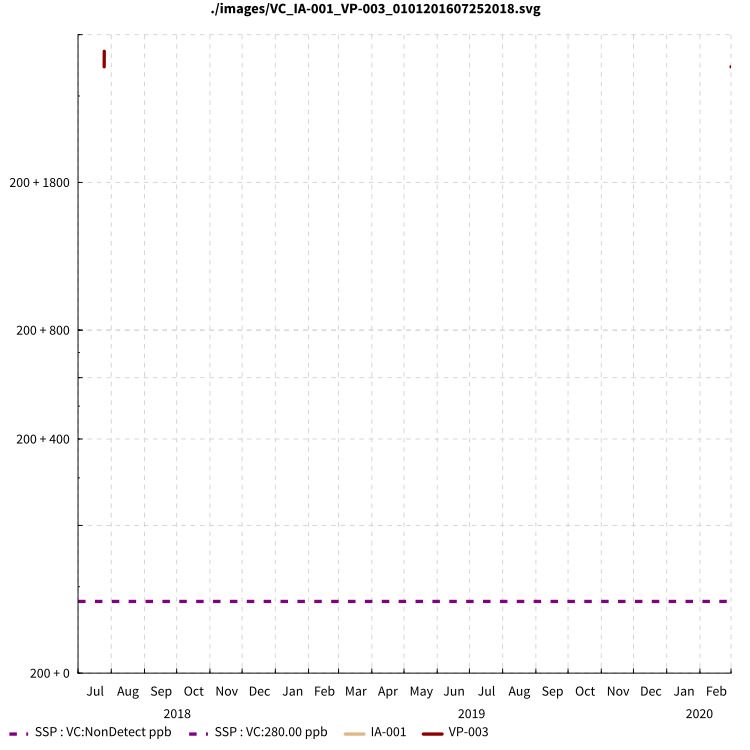 ./images/VC_IA-001_VP-003_0101201607252018.svg
200 + 1800
200 + 800
200 + 400
200 + 0
Jul Aug Sep Oct Nov Dec Jan Feb Mar Apr May Jun Jul Aug Sep Oct Nov Dec Jan Feb
2018 2019 2020
SSP : VC:NonDetect ppb SSP : VC:280.00 ppb IA-001 VP-003